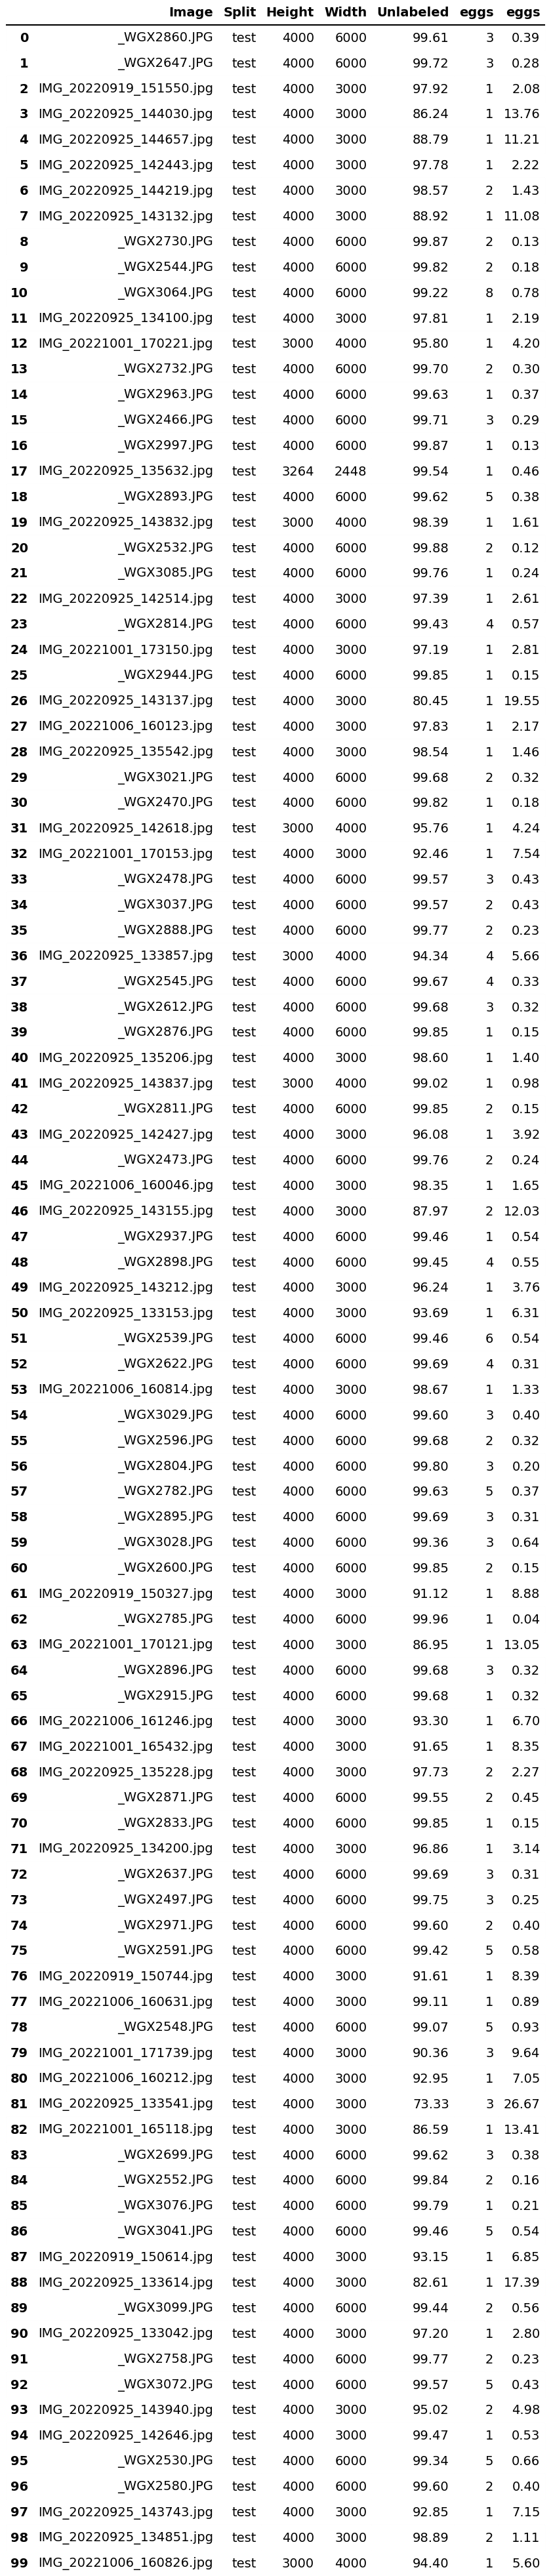 Image Split Height Width Unlabeled eggs eggs
0 _WGX2860.JPG test 4000 6000 99.61 3 0.39
1 _WGX2647.JPG test 4000 6000 99.72 3 0.28
2 IMG_20220919_151550.jpg test 4000 3000 97.92 1 2.08
3 IMG_20220925_144030.jpg test 4000 3000 86.24 1 13.76
4 IMG_20220925_144657.jpg test 4000 3000 88.79 1 11.21
5 IMG_20220925_142443.jpg test 4000 3000 97.78 1 2.22
6 IMG_20220925_144219.jpg test 4000 3000 98.57 2 1.43
7 IMG_20220925_143132.jpg test 4000 3000 88.92 1 11.08
8 _WGX2730.JPG test 4000 6000 99.87 2 0.13
9 _WGX2544.JPG test 4000 6000 99.82 2 0.18
10 _WGX3064.JPG test 4000 6000 99.22 8 0.78
11 IMG_20220925_134100.jpg test 4000 3000 97.81 1 2.19
12 IMG_20221001_170221.jpg test 3000 4000 95.80 1 4.20
13 _WGX2732.JPG test 4000 6000 99.70 2 0.30
14 _WGX2963.JPG test 4000 6000 99.63 1 0.37
15 _WGX2466.JPG test 4000 6000 99.71 3 0.29
16 _WGX2997.JPG test 4000 6000 99.87 1 0.13
17 IMG_20220925_135632.jpg test 3264 2448 99.54 1 0.46
18 _WGX2893.JPG test 4000 6000 99.62 5 0.38
19 IMG_20220925_143832.jpg test 3000 4000 98.39 1 1.61
20 _WGX2532.JPG test 4000 6000 99.88 2 0.12
21 _WGX3085.JPG test 4000 6000 99.76 1 0.24
22 IMG_20220925_142514.jpg test 4000 3000 97.39 1 2.61
23 _WGX2814.JPG test 4000 6000 99.43 4 0.57
24 IMG_20221001_173150.jpg test 4000 3000 97.19 1 2.81
25 _WGX2944.JPG test 4000 6000 99.85 1 0.15
26 IMG_20220925_143137.jpg test 4000 3000 80.45 1 19.55
27 IMG_20221006_160123.jpg test 4000 3000 97.83 1 2.17
28 IMG_20220925_135542.jpg test 4000 3000 98.54 1 1.46
29 _WGX3021.JPG test 4000 6000 99.68 2 0.32
30 _WGX2470.JPG test 4000 6000 99.82 1 0.18
31 IMG_20220925_142618.jpg test 3000 4000 95.76 1 4.24
32 IMG_20221001_170153.jpg test 4000 3000 92.46 1 7.54
33 _WGX2478.JPG test 4000 6000 99.57 3 0.43
34 _WGX3037.JPG test 4000 6000 99.57 2 0.43
35 _WGX2888.JPG test 4000 6000 99.77 2 0.23
36 IMG_20220925_133857.jpg test 3000 4000 94.34 4 5.66
37 _WGX2545.JPG test 4000 6000 99.67 4 0.33
38 _WGX2612.JPG test 4000 6000 99.68 3 0.32
39 _WGX2876.JPG test 4000 6000 99.85 1 0.15
40 IMG_20220925_135206.jpg test 4000 3000 98.60 1 1.40
41 IMG_20220925_143837.jpg test 3000 4000 99.02 1 0.98
42 _WGX2811.JPG test 4000 6000 99.85 2 0.15
43 IMG_20220925_142427.jpg test 4000 3000 96.08 1 3.92
44 _WGX2473.JPG test 4000 6000 99.76 2 0.24
45 IMG_20221006_160046.jpg test 4000 3000 98.35 1 1.65
46 IMG_20220925_143155.jpg test 4000 3000 87.97 2 12.03
47 _WGX2937.JPG test 4000 6000 99.46 1 0.54
48 _WGX2898.JPG test 4000 6000 99.45 4 0.55
49 IMG_20220925_143212.jpg test 4000 3000 96.24 1 3.76
50 IMG_20220925_133153.jpg test 4000 3000 93.69 1 6.31
51 _WGX2539.JPG test 4000 6000 99.46 6 0.54
52 _WGX2622.JPG test 4000 6000 99.69 4 0.31
53 IMG_20221006_160814.jpg test 4000 3000 98.67 1 1.33
54 _WGX3029.JPG test 4000 6000 99.60 3 0.40
55 _WGX2596.JPG test 4000 6000 99.68 2 0.32
56 _WGX2804.JPG test 4000 6000 99.80 3 0.20
57 _WGX2782.JPG test 4000 6000 99.63 5 0.37
58 _WGX2895.JPG test 4000 6000 99.69 3 0.31
59 _WGX3028.JPG test 4000 6000 99.36 3 0.64
60 _WGX2600.JPG test 4000 6000 99.85 2 0.15
61 IMG_20220919_150327.jpg test 4000 3000 91.12 1 8.88
62 _WGX2785.JPG test 4000 6000 99.96 1 0.04
63 IMG_20221001_170121.jpg test 4000 3000 86.95 1 13.05
64 _WGX2896.JPG test 4000 6000 99.68 3 0.32
65 _WGX2915.JPG test 4000 6000 99.68 1 0.32
66 IMG_20221006_161246.jpg test 4000 3000 93.30 1 6.70
67 IMG_20221001_165432.jpg test 4000 3000 91.65 1 8.35
68 IMG_20220925_135228.jpg test 4000 3000 97.73 2 2.27
69 _WGX2871.JPG test 4000 6000 99.55 2 0.45
70 _WGX2833.JPG test 4000 6000 99.85 1 0.15
71 IMG_20220925_134200.jpg test 4000 3000 96.86 1 3.14
72 _WGX2637.JPG test 4000 6000 99.69 3 0.31
73 _WGX2497.JPG test 4000 6000 99.75 3 0.25
74 _WGX2971.JPG test 4000 6000 99.60 2 0.40
75 _WGX2591.JPG test 4000 6000 99.42 5 0.58
76 IMG_20220919_150744.jpg test 4000 3000 91.61 1 8.39
77 IMG_20221006_160631.jpg test 4000 3000 99.11 1 0.89
78 _WGX2548.JPG test 4000 6000 99.07 5 0.93
79 IMG_20221001_171739.jpg test 4000 3000 90.36 3 9.64
80 IMG_20221006_160212.jpg test 4000 3000 92.95 1 7.05
81 IMG_20220925_133541.jpg test 4000 3000 73.33 3 26.67
82 IMG_20221001_165118.jpg test 4000 3000 86.59 1 13.41
83 _WGX2699.JPG test 4000 6000 99.62 3 0.38
84 _WGX2552.JPG test 4000 6000 99.84 2 0.16
85 _WGX3076.JPG test 4000 6000 99.79 1 0.21
86 _WGX3041.JPG test 4000 6000 99.46 5 0.54
87 IMG_20220919_150614.jpg test 4000 3000 93.15 1 6.85
88 IMG_20220925_133614.jpg test 4000 3000 82.61 1 17.39
89 _WGX3099.JPG test 4000 6000 99.44 2 0.56
90 IMG_20220925_133042.jpg test 4000 3000 97.20 1 2.80
91 _WGX2758.JPG test 4000 6000 99.77 2 0.23
92 _WGX3072.JPG test 4000 6000 99.57 5 0.43
93 IMG_20220925_143940.jpg test 4000 3000 95.02 2 4.98
94 IMG_20220925_142646.jpg test 4000 3000 99.47 1 0.53
95 _WGX2530.JPG test 4000 6000 99.34 5 0.66
96 _WGX2580.JPG test 4000 6000 99.60 2 0.40
97 IMG_20220925_143743.jpg test 4000 3000 92.85 1 7.15
98 IMG_20220925_134851.jpg test 4000 3000 98.89 2 1.11
99 IMG_20221006_160826.jpg test 3000 4000 94.40 1 5.60